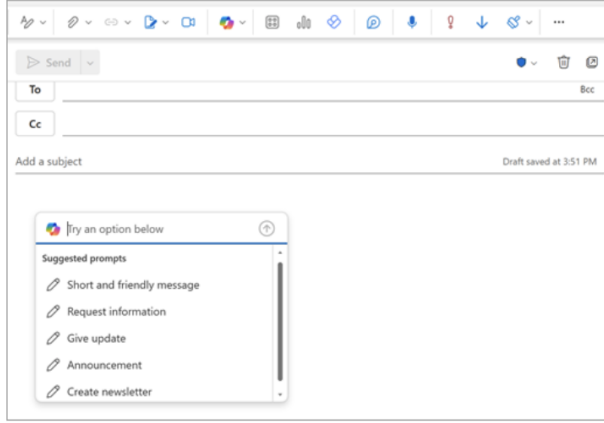 Send
To
Bcc
Cc
Add a subject
Draft saved at 3:51 PM
Try an option below
Suggested prompts
Short and friendly message
Request information
Give update
Announcement
Create newsletter